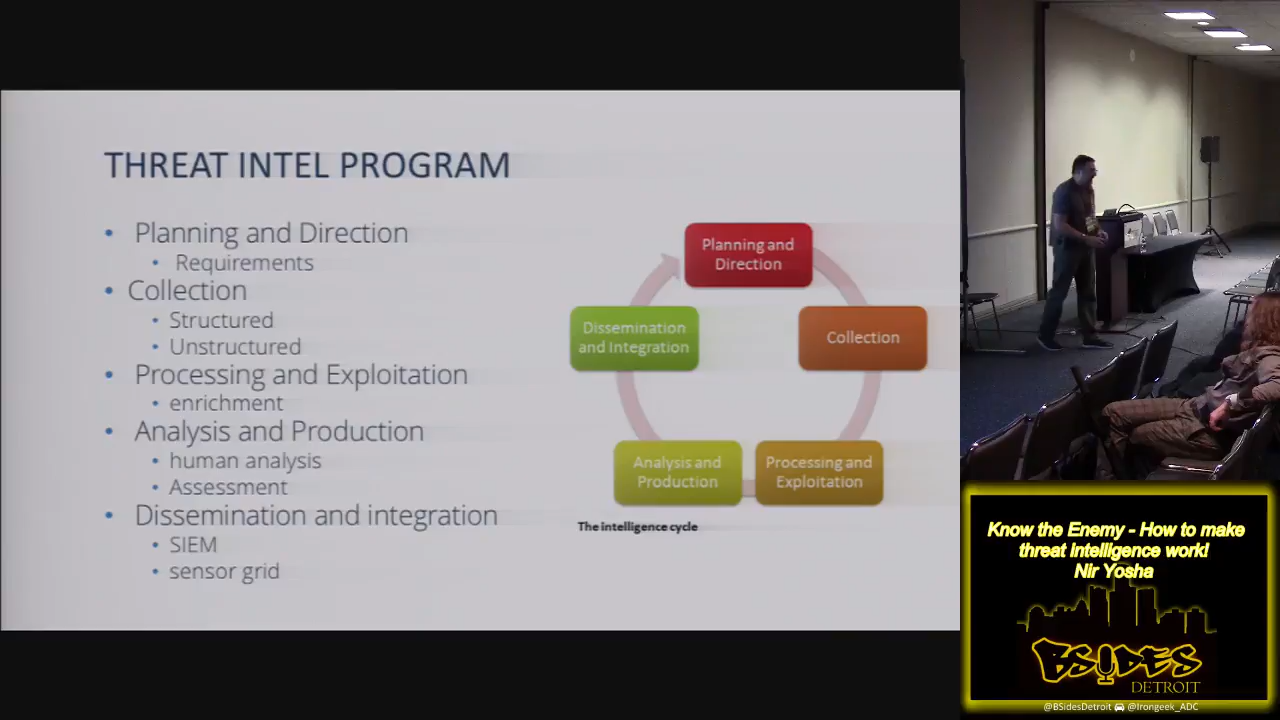 THREAT INTEL PROGRAM
• Planning and Direction
• Requirements
• Collection
• Structured
• Unstructured
• Processing and Exploitation
• enrichment
• Analysis and Production
• human analysis
• Assessment
• Dissemination and integration
• SIEM
• sensor grid
Planning and
Direction
Collection
Processing and
Exploitation
Analysis and
Production
Dissemination
and Integration
The intelligence cycle
Know the Enemy - How to make
threat intelligence work!
Nir Yosha
BSIDES
DETROIT
@BSidesDetroit @Irongeek_ADC